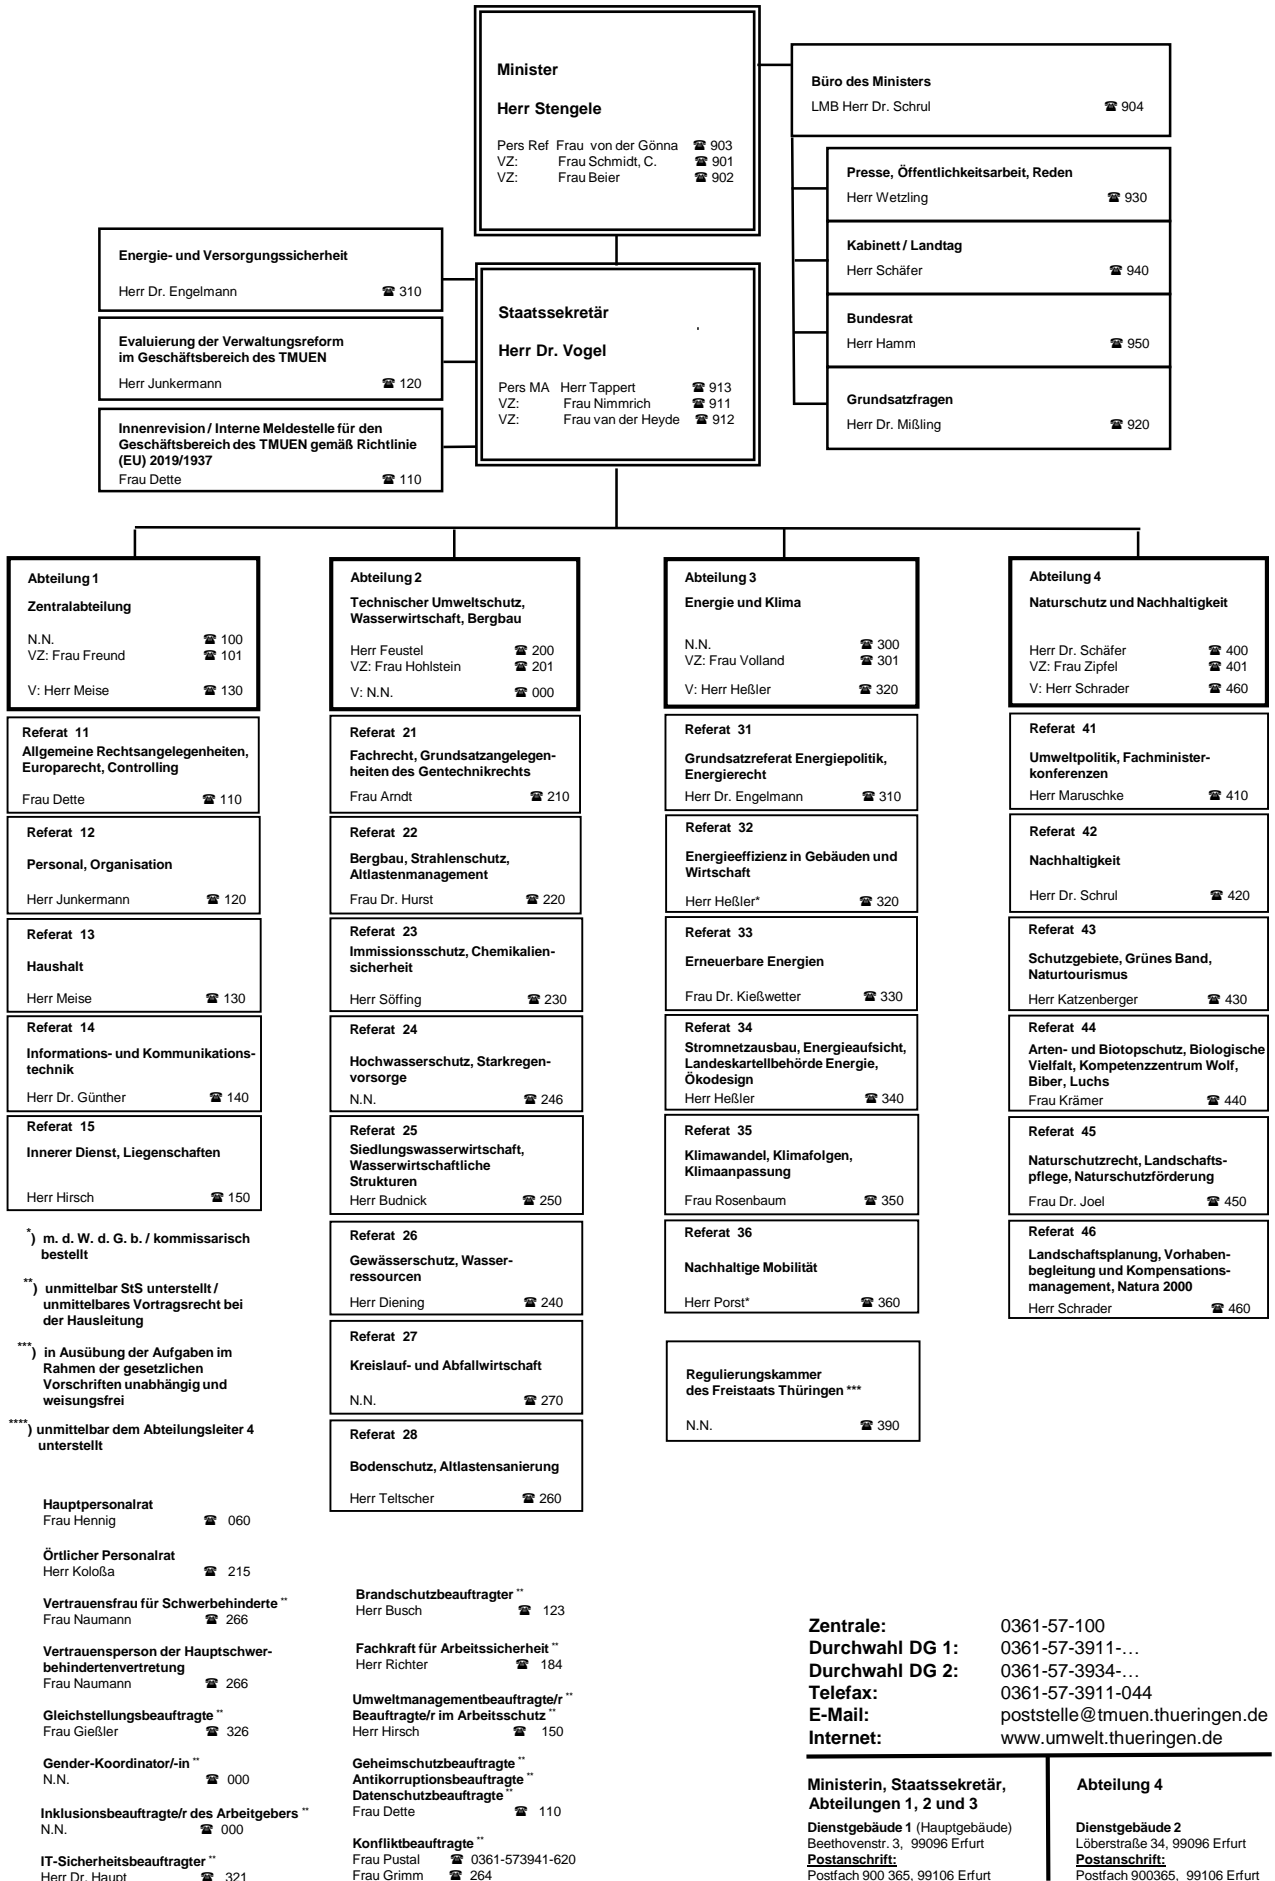 Minister
Herr Stengele
Pers Ref Frau von der Gönna ☎ 903
VZ: Frau Schmidt, C. ☎ 901
VZ: Frau Beier ☎ 902
Büro des Ministers
LMB Herr Dr. Schrul ☎ 904
Presse, Öffentlichkeitsarbeit, Reden
Herr Wetzling ☎ 930
Kabinett / Landtag
Herr Schäfer ☎ 940
Bundesrat
Herr Hamm ☎ 950
Grundsatzfragen
Herr Dr. Mißling ☎ 920
Energie- und Versorgungssicherheit
Herr Dr. Engelmann ☎ 310
Evaluierung der Verwaltungsreform
im Geschäftsbereich des TMUEN
Herr Junkermann ☎ 120
Innenrevision / Interne Meldestelle für den
Geschäftsbereich des TMUEN gemäß Richtlinie
(EU) 2019/1937
Frau Dette ☎ 110
Staatssekretär
Herr Dr. Vogel
Pers MA Herr Tappert ☎ 913
VZ: Frau Nimmrich ☎ 911
VZ: Frau van der Heyde ☎ 912
Abteilung 1
Zentralabteilung
N.N. ☎ 100
VZ: Frau Freund ☎ 101
V: Herr Meise ☎ 130
Referat 11
Allgemeine Rechtsangelegenheiten,
Europarecht, Controlling
Frau Dette ☎ 110
Referat 12
Personal, Organisation
Herr Junkermann ☎ 120
Referat 13
Haushalt
Herr Meise ☎ 130
Referat 14
Informations- und Kommunikations-
technik
Herr Dr. Günther ☎ 140
Referat 15
Innerer Dienst, Liegenschaften
Herr Hirsch ☎ 150
Abteilung 2
Technischer Umweltschutz,
Wasserwirtschaft, Bergbau
Herr Feustel ☎ 200
VZ: Frau Hohlstein ☎ 201
V: N.N. ☎ 000
Referat 21
Fachrecht, Grundsatzangelegen-
heiten des Gentechnikrechts
Frau Arndt ☎ 210
Referat 22
Bergbau, Strahlenschutz,
Altlastenmanagement
Frau Dr. Hurst ☎ 220
Referat 23
Immissionsschutz, Chemikalien-
sicherheit
Herr Söffing ☎ 230
Referat 24
Hochwasserschutz, Starkregen-
vorsorge
N.N. ☎ 246
Referat 25
Siedlungswasserwirtschaft,
Wasserwirtschaftliche
Strukturen
Herr Budnick ☎ 250
Referat 26
Gewässerschutz, Wasser-
ressourcen
Herr Diening ☎ 240
Referat 27
Kreislauf- und Abfallwirtschaft
N.N. ☎ 270
Referat 28
Bodenschutz, Altlastensanierung
Herr Teltscher ☎ 260
Abteilung 3
Energie und Klima
N.N. ☎ 300
VZ: Frau Volland ☎ 301
V: Herr Heßler ☎ 320
Referat 31
Grundsatzreferat Energiepolitik,
Energierecht
Herr Dr. Engelmann ☎ 310
Referat 32
Energieeffizienz in Gebäuden und
Wirtschaft
Herr Heßler* ☎ 320
Referat 33
Erneuerbare Energien
Frau Dr. Kießwetter ☎ 330
Referat 34
Stromnetzausbau, Energieaufsicht,
Landeskartellbehörde Energie,
Ökodesign
Herr Heßler ☎ 340
Referat 35
Klimawandel, Klimafolgen,
Klimaanpassung
Frau Rosenbaum ☎ 350
Referat 36
Nachhaltige Mobilität
Herr Porst* ☎ 360
Regulierungskammer
des Freistaats Thüringen ***
N.N. ☎ 390
Abteilung 4
Naturschutz und Nachhaltigkeit
Herr Dr. Schäfer ☎ 400
VZ: Frau Zipfel ☎ 401
V: Herr Schrader ☎ 460
Referat 41
Umweltpolitik, Fachminister-
konferenzen
Herr Maruschke ☎ 410
Referat 42
Nachhaltigkeit
Herr Dr. Schrul ☎ 420
Referat 43
Schutzgebiete, Grünes Band,
Naturtourismus
Herr Katzenberger ☎ 430
Referat 44
Arten- und Biotopschutz, Biologische
Vielfalt, Kompetenzzentrum Wolf,
Biber, Luchs
Frau Krämer ☎ 440
Referat 45
Naturschutzrecht, Landschafts-
pflege, Naturschutzförderung
Frau Dr. Joel ☎ 450
Referat 46
Landschaftsplanung, Vorhaben-
begleitung und Kompensations-
management, Natura 2000
Herr Schrader ☎ 460
*) m. d. W. d. G. b. / kommissarisch
bestellt
**) unmittelbar StS unterstellt /
unmittelbares Vortragsrecht bei
der Hausleitung
***) in Ausübung der Aufgaben im
Rahmen der gesetzlichen
Vorschriften unabhängig und
weisungsfrei
****) unmittelbar dem Abteilungsleiter 4
unterstellt
Hauptpersonalrat
Frau Hennig ☎ 060
Örtlicher Personalrat
Herr Koloßa ☎ 215
Vertrauensfrau für Schwerbehinderte **
Frau Naumann ☎ 266
Vertrauensperson der Hauptschwer-
behindertenvertretung
Frau Naumann ☎ 266
Gleichstellungsbeauftragte **
Frau Gießler ☎ 326
Gender-Koordinator/-in **
N.N. ☎ 000
Inklusionsbeauftragte/r des Arbeitgebers **
N.N. ☎ 000
IT-Sicherheitsbeauftragter **
Herr Dr. Haupt ☎ 321
Brandschutzbeauftragter **
Herr Busch ☎ 123
Fachkraft für Arbeitssicherheit **
Herr Richter ☎ 184
Umweltmanagementbeauftragte/r **
Beauftragte/r im Arbeitsschutz **
Herr Hirsch ☎ 150
Geheimschutzbeauftragte **
Antikorruptionsbeauftragte **
Datenschutzbeauftragte **
Frau Dette ☎ 110
Konfliktbeauftragte **
Frau Pustal ☎ 0361-573941-620
Frau Grimm ☎ 264
Zentrale: 0361-57-100
Durchwahl DG 1: 0361-57-3911-…
Durchwahl DG 2: 0361-57-3934-…
Telefax: 0361-57-3911-044
E-Mail: poststelle@tmuen.thueringen.de
Internet: www.umwelt.thueringen.de
Ministerin, Staatssekretär,
Abteilungen 1, 2 und 3
Dienstgebäude 1 (Hauptgebäude)
Beethovenstr. 3, 99096 Erfurt
Postanschrift:
Postfach 900 365, 99106 Erfurt
Abteilung 4
Dienstgebäude 2
Löberstraße 34, 99096 Erfurt
Postanschrift:
Postfach 900365, 99106 Erfurt